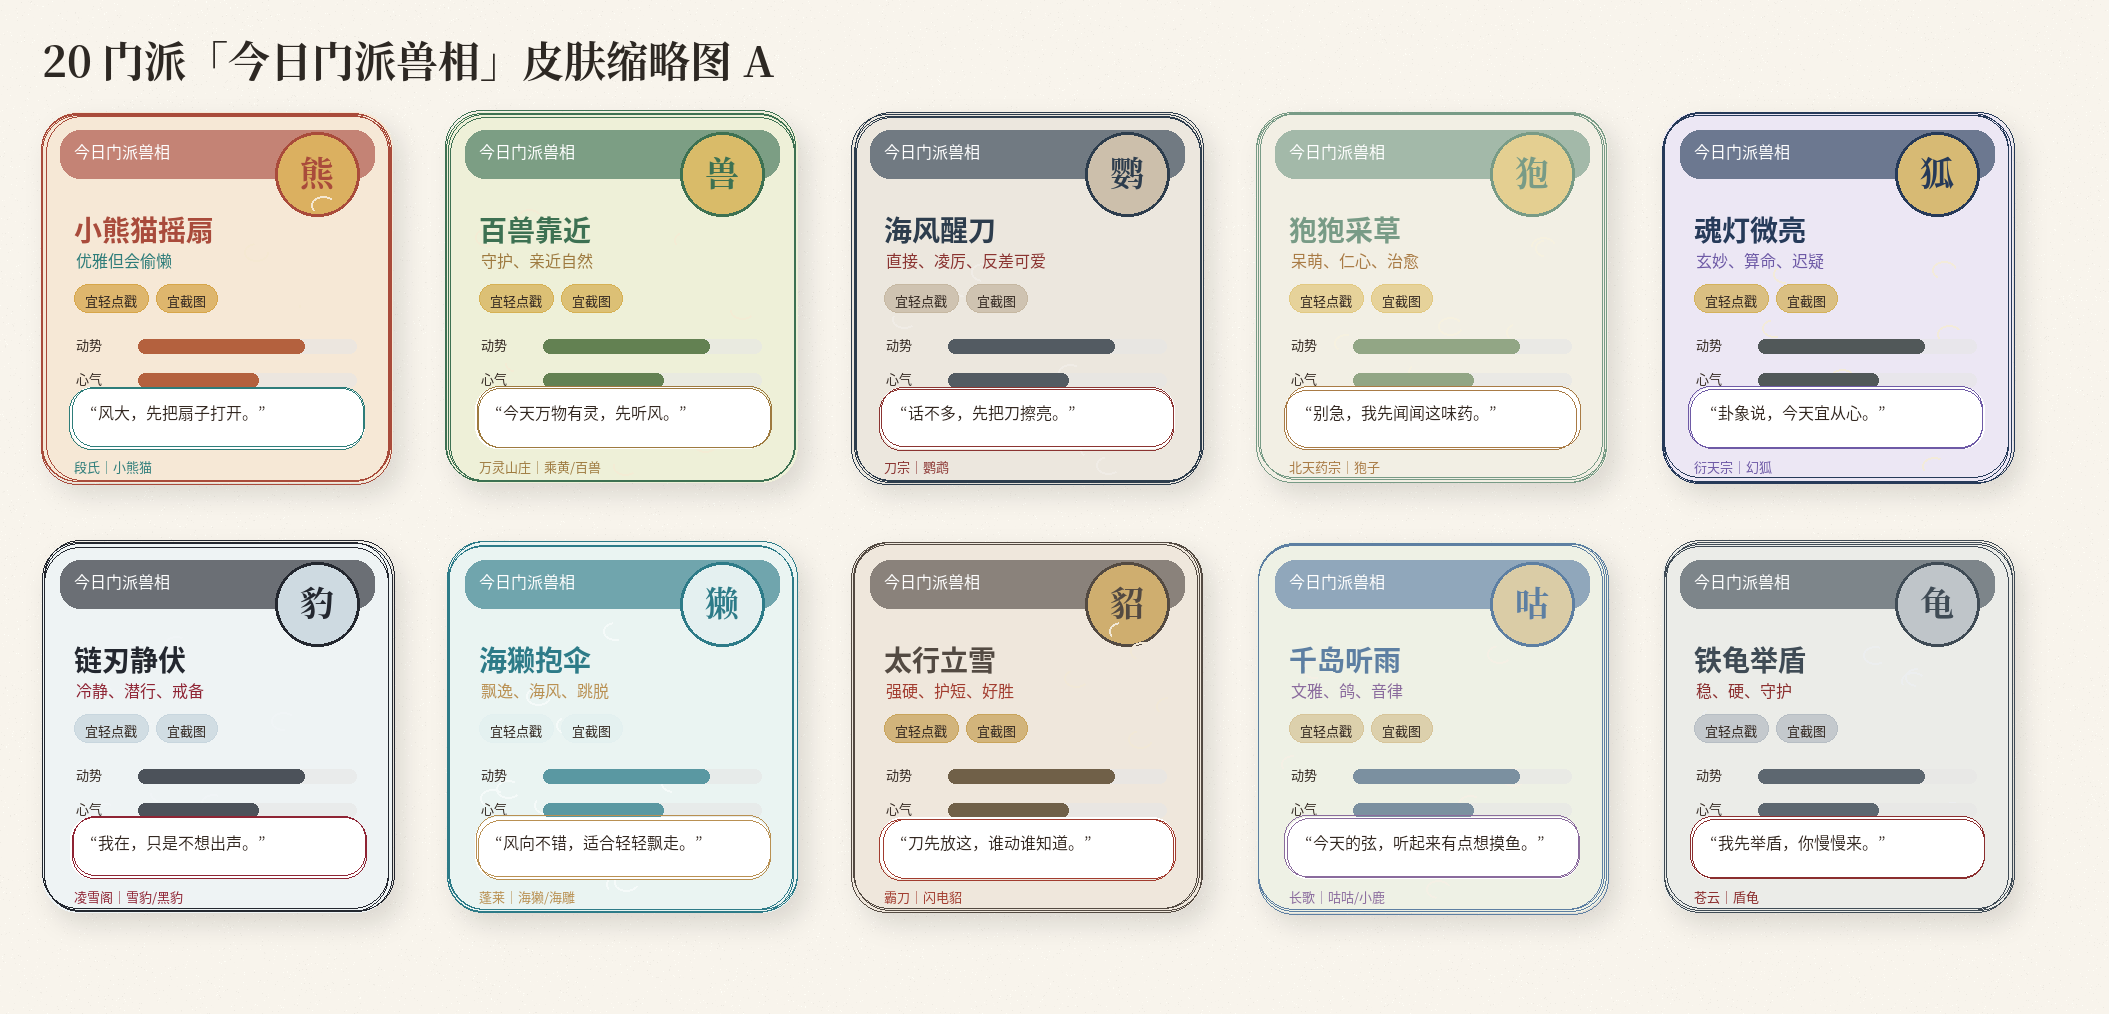 20 门派「今日门派兽相」皮肤缩略图 A
今日门派兽相
熊
小熊猫摇扇
优雅但会偷懒
宜轻点戳 宜截图
动势
心气
“风大，先把扇子打开。”
段氏｜小熊猫
今日门派兽相
兽
百兽靠近
守护、亲近自然
宜轻点戳 宜截图
动势
心气
“今天万物有灵，先听风。”
万灵山庄｜乘黄/百兽
今日门派兽相
鹦
海风醒刀
直接、凌厉、反差可爱
宜轻点戳 宜截图
动势
心气
“话不多，先把刀擦亮。”
刀宗｜鹦鹉
今日门派兽相
狍
狍狍采草
呆萌、仁心、治愈
宜轻点戳 宜截图
动势
心气
“别急，我先闻闻这味药。”
北天药宗｜狍子
今日门派兽相
狐
魂灯微亮
玄妙、算命、迟疑
宜轻点戳 宜截图
动势
心气
“卦象说，今天宜从心。”
衍天宗｜幻狐
今日门派兽相
豹
链刃静伏
冷静、潜行、戒备
宜轻点戳 宜截图
动势
心气
“我在，只是不想出声。”
凌雪阁｜雪豹/黑豹
今日门派兽相
獭
海獭抱伞
飘逸、海风、跳脱
宜轻点戳 宜截图
动势
心气
“风向不错，适合轻轻飘走。”
蓬莱｜海獭/海雕
今日门派兽相
貂
太行立雪
强硬、护短、好胜
宜轻点戳 宜截图
动势
心气
“刀先放这，谁动谁知道。”
霸刀｜闪电貂
今日门派兽相
咕
千岛听雨
文雅、鸽、音律
宜轻点戳 宜截图
动势
心气
“今天的弦，听起来有点想摸鱼。”
长歌｜咕咕/小鹿
今日门派兽相
龟
铁龟举盾
稳、硬、守护
宜轻点戳 宜截图
动势
心气
“我先举盾，你慢慢来。”
苍云｜盾龟